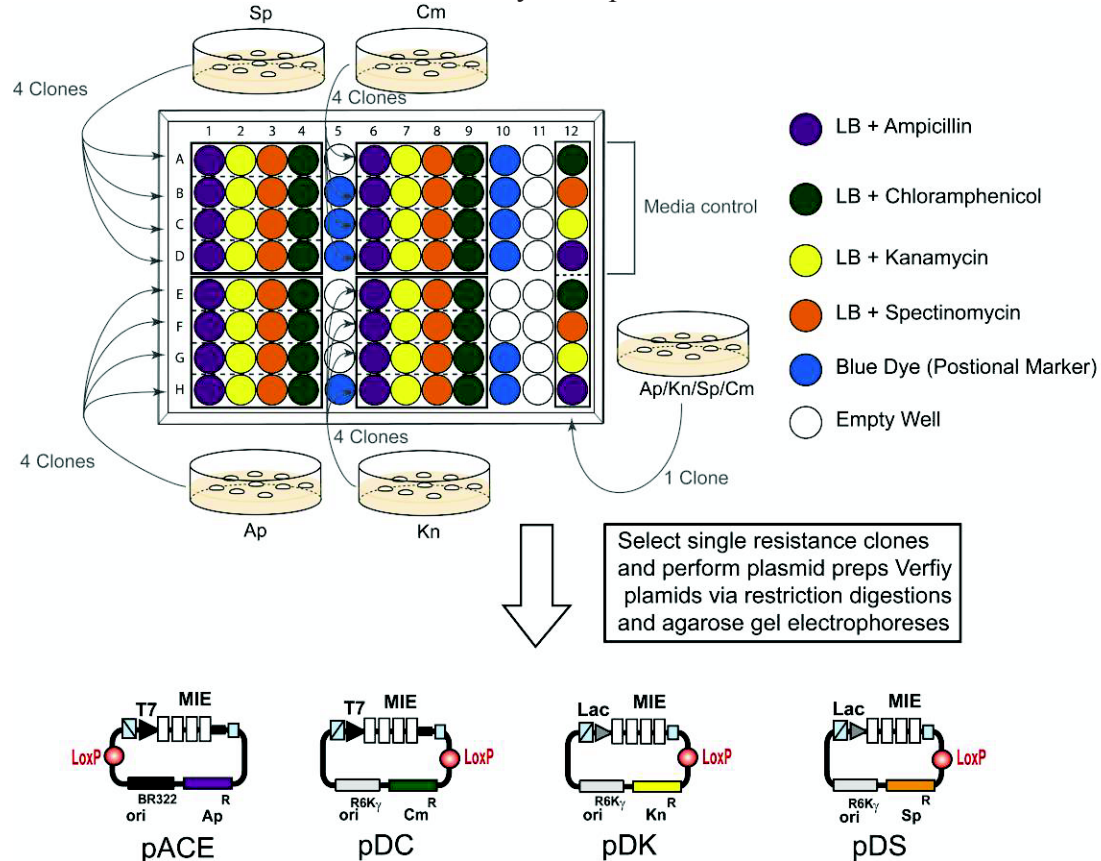 Sp
Cm
4 Clones
4 Clones
1 2 3 4 5 6 7 8 9 10 11 12
A
B
C
D
E
F
G
H
Media control
LB + Ampicillin
LB + Chloramphenicol
LB + Kanamycin
LB + Spectinomycin
Blue Dye (Postional Marker)
Empty Well
Ap/Kn/Sp/Cm
1 Clone
4 Clones
4 Clones
Ap
Kn
Select single resistance clones
and perform plasmid preps Verfiy
plamids via restriction digestions
and agarose gel electrophoreses
T7 MIE
LoxP
BR322 R
ori Ap
pACE
T7 MIE
LoxP
R6Kγ R
ori Cm
pDC
Lac MIE
LoxP
R6Kγ R
ori Kn
pDK
Lac MIE
LoxP
R6Kγ R
ori Sp
pDS